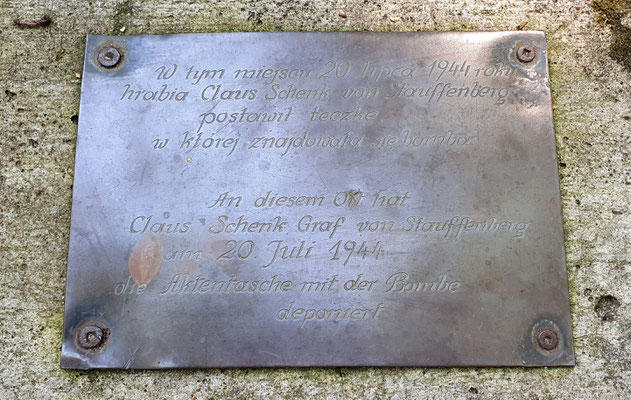 W tym miejscu 20 lipca 1944 roku
hrabia Claus Schenk von Stauffenberg
postawił teczkę
w której znajdowała się bomba
An diesem Ort hat
Claus Schenk Graf von Stauffenberg
am 20 Juli 1944
die Aktentasche mit der Bombe
deponiert